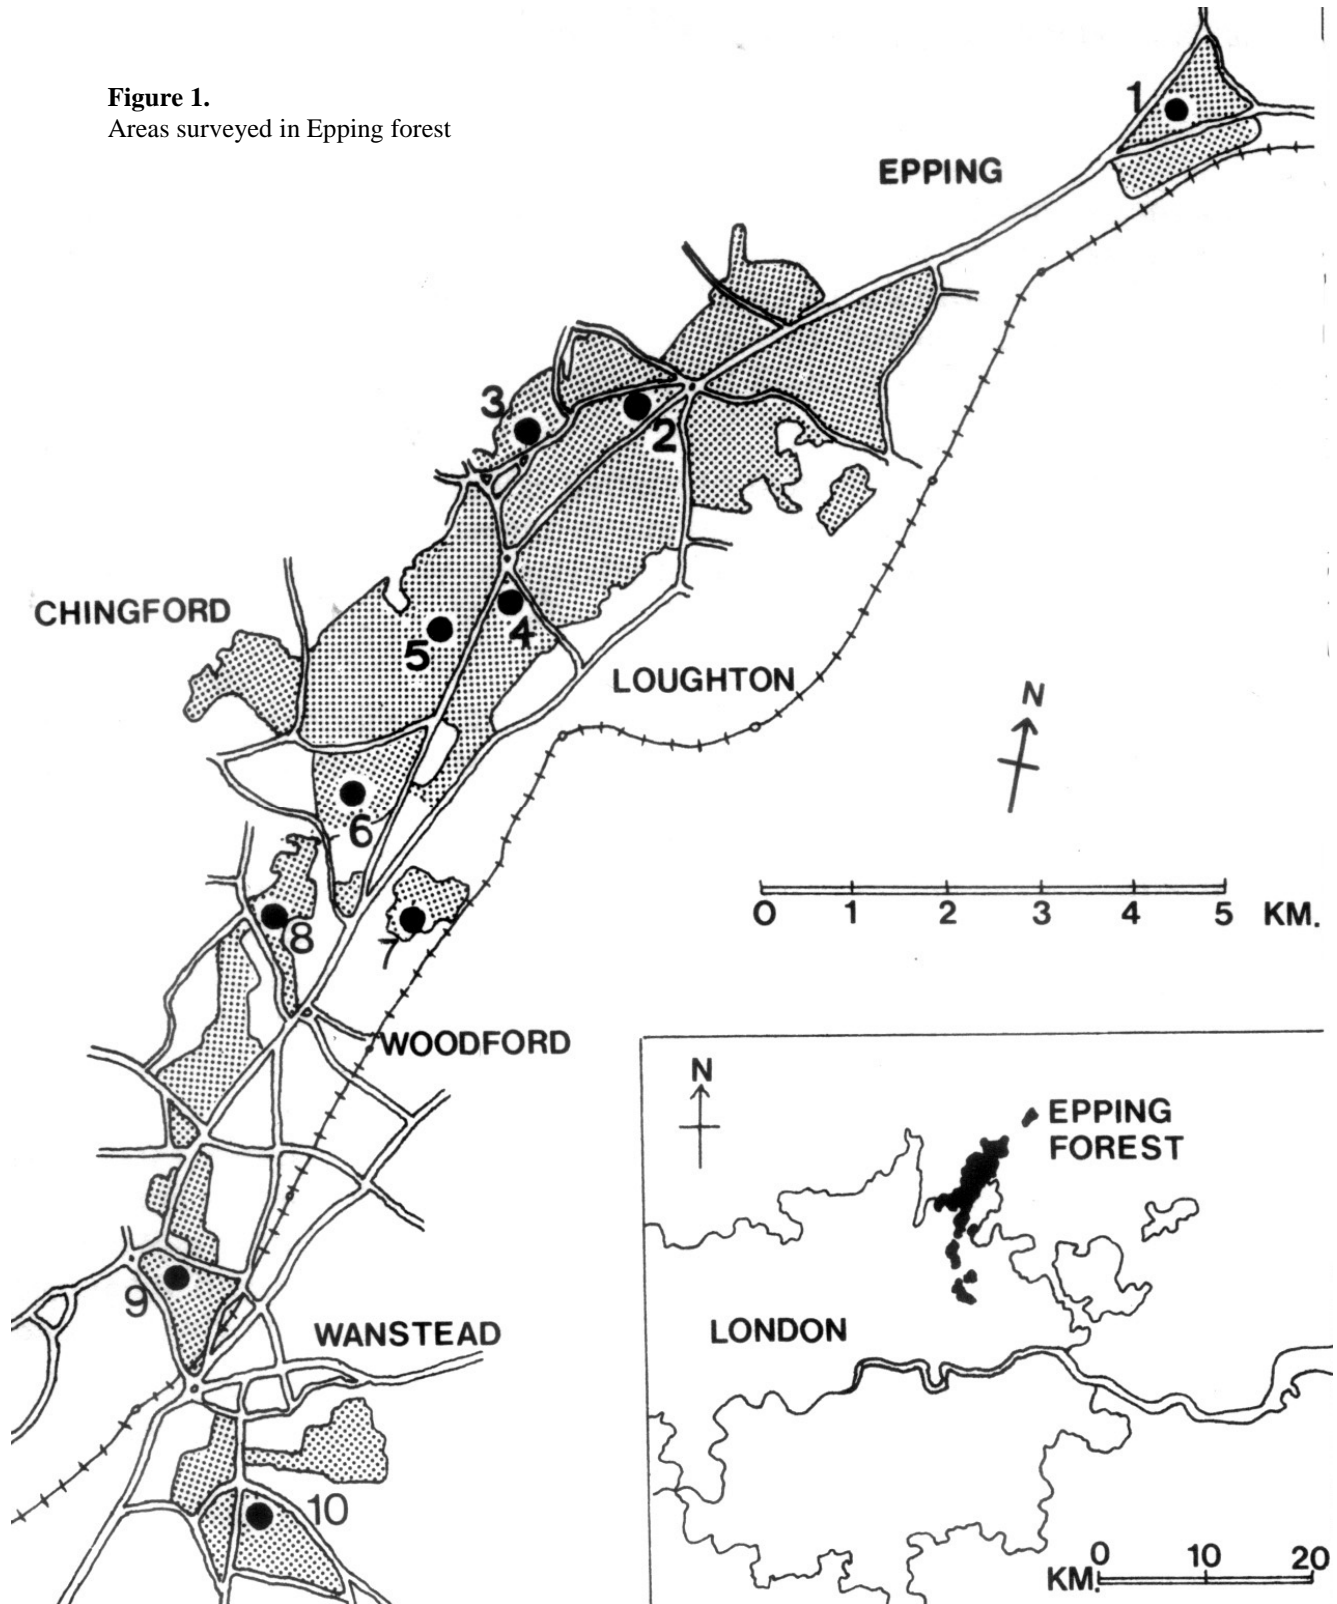 Figure 1.
Areas surveyed in Epping forest
1
EPPING
3
2
CHINGFORD
5
4
LOUGHTON
N
6
0 1 2 3 4 5 KM.
8
7
WOODFORD
N
EPPING
FOREST
9
WANSTEAD
LONDON
10
0 10 20
KM.